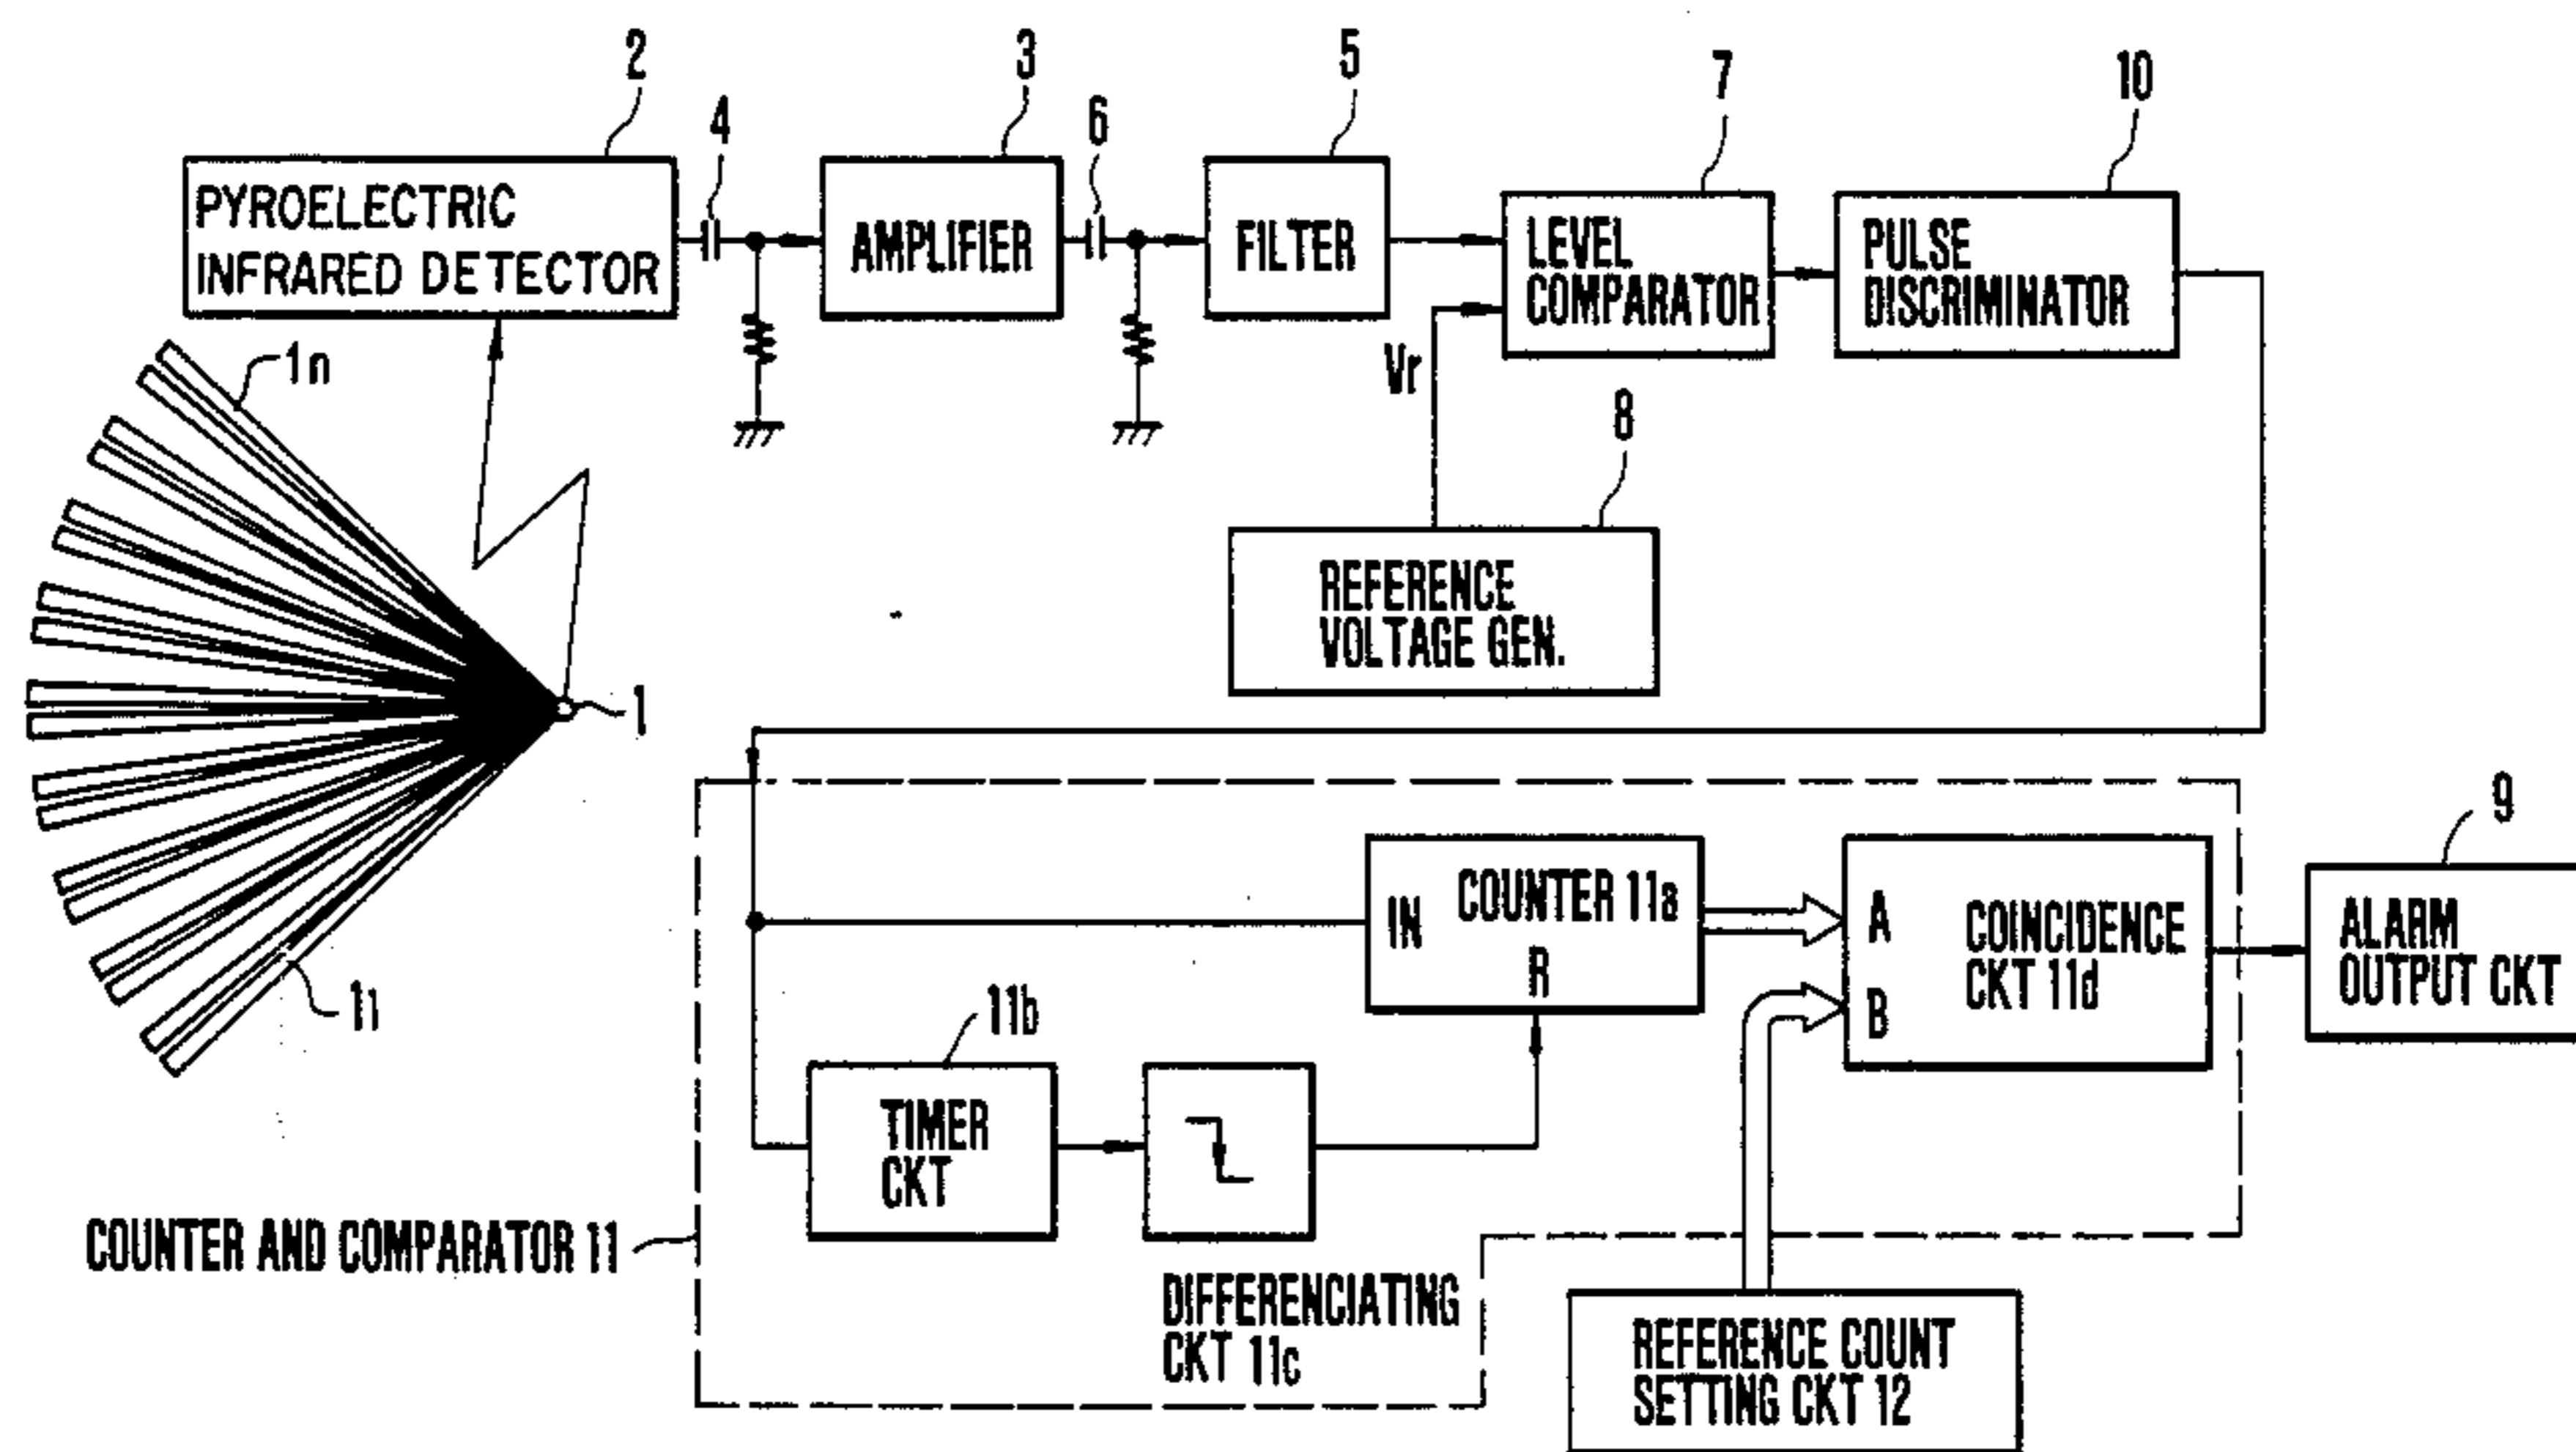 2
3
5
7
10
4
6
PYROELECTRIC
INFRARED DETECTOR
AMPLIFIER
FILTER
LEVEL
COMPARATOR
PULSE
DISCRIMINATOR
1n
Vr
8
REFERENCE
VOLTAGE GEN.
1
9
COUNTER 11a
IN
R
A
B
COINCIDENCE
CKT 11d
ALARM
OUTPUT CKT
1i
11b
TIMER
CKT
COUNTER AND COMPARATOR 11
DIFFERENCIATING
CKT 11c
REFERENCE COUNT
SETTING CKT 12